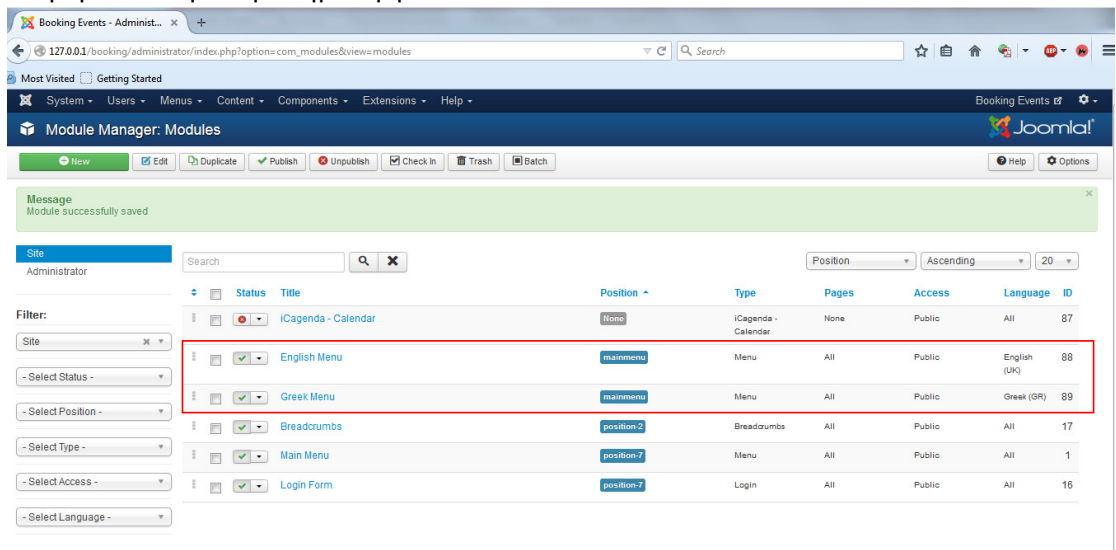 Booking Events - Administ...
127.0.0.1/booking/administrator/index.php?option=com_modules&view=modules
Search
Most Visited Getting Started
System Users Menus Content Components Extensions Help Booking Events
Module Manager: Modules Joomla!
New Edit Duplicate Publish Unpublish Check In Trash Batch Help Options
Message
Module successfully saved
Site
Administrator
Search Position Ascending 20
Status Title Position Type Pages Access Language ID
Filter:
iCagenda - Calendar None iCagenda - Calendar None Public All 87
Site
English Menu mainmenu Menu All Public English (UK) 88
- Select Status -
Greek Menu mainmenu Menu All Public Greek (GR) 89
- Select Position -
Breadcrumbs position-2 Breadcrumbs All Public All 17
- Select Type -
Main Menu position-7 Menu All Public All 1
- Select Access -
Login Form position-7 Login All Public All 16
- Select Language -